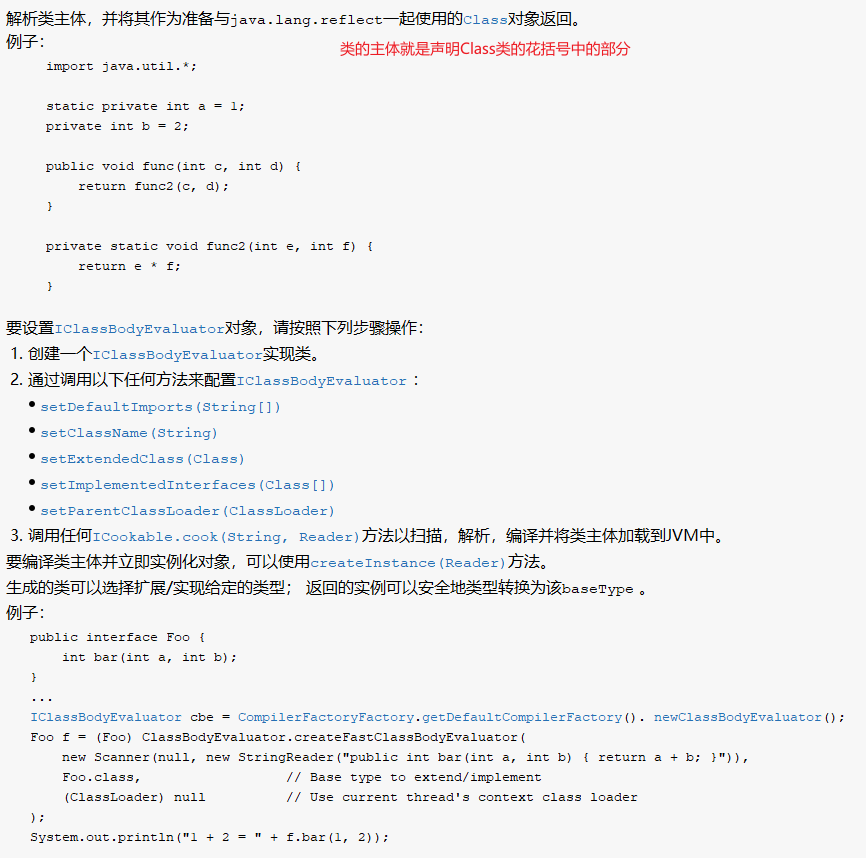 解析类主体，并将其作为准备与java.lang.reflect一起使用的Class对象返回。
例子：
类的主体就是声明Class类的花括号中的部分
import java.util.*;
static private int a = 1;
private int b = 2;
public void func(int c, int d) {
return func2(c, d);
}
private static void func2(int e, int f) {
return e * f;
}
要设置IClassBodyEvaluator对象，请按照下列步骤操作：
1. 创建一个IClassBodyEvaluator实现类。
2. 通过调用以下任何方法来配置IClassBodyEvaluator ：
• setDefaultImports(String[])
• setClassName(String)
• setExtendedClass(Class)
• setImplementedInterfaces(Class[])
• setParentClassLoader(ClassLoader)
3. 调用任何ICookable.cook(String, Reader)方法以扫描，解析，编译并将类主体加载到JVM中。
要编译类主体并立即实例化对象，可以使用createInstance(Reader)方法。
生成的类可以选择扩展/实现给定的类型； 返回的实例可以安全地类型转换为该baseType 。
例子：
public interface Foo {
int bar(int a, int b);
}
...
IClassBodyEvaluator cbe = CompilerFactoryFactory.getDefaultCompilerFactory(). newClassBodyEvaluator();
Foo f = (Foo) ClassBodyEvaluator.createFastClassBodyEvaluator(
new Scanner(null, new StringReader("public int bar(int a, int b) { return a + b; }")),
Foo.class, // Base type to extend/implement
(ClassLoader) null // Use current thread's context class loader
);
System.out.println("1 + 2 = " + f.bar(1, 2));